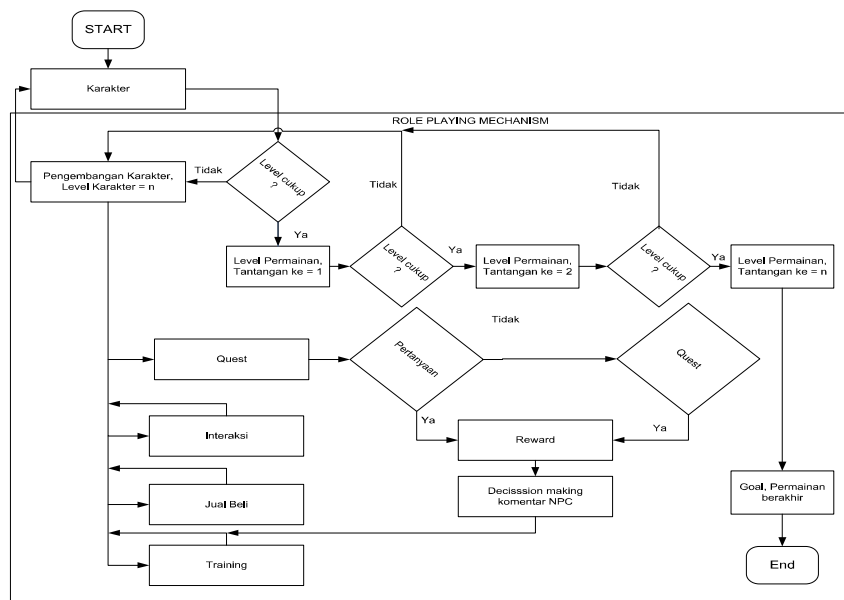 START
Karakter
ROLE PLAYING MECHANISM
Pengembangan Karakter,
Level Karakter = n
Tidak
Level cukup
?
Tidak
Tidak
Ya
Level Permainan,
Tantangan ke = 1
Level cukup
?
Ya
Level Permainan,
Tantangan ke = 2
Level cukup
?
Ya
Level Permainan,
Tantangan ke = n
Quest
Pertanyaan
Tidak
Quest
Ya
Ya
Interaksi
Reward
Jual Beli
Decisssion making
komentar NPC
Goal, Permainan
berakhir
Training
End